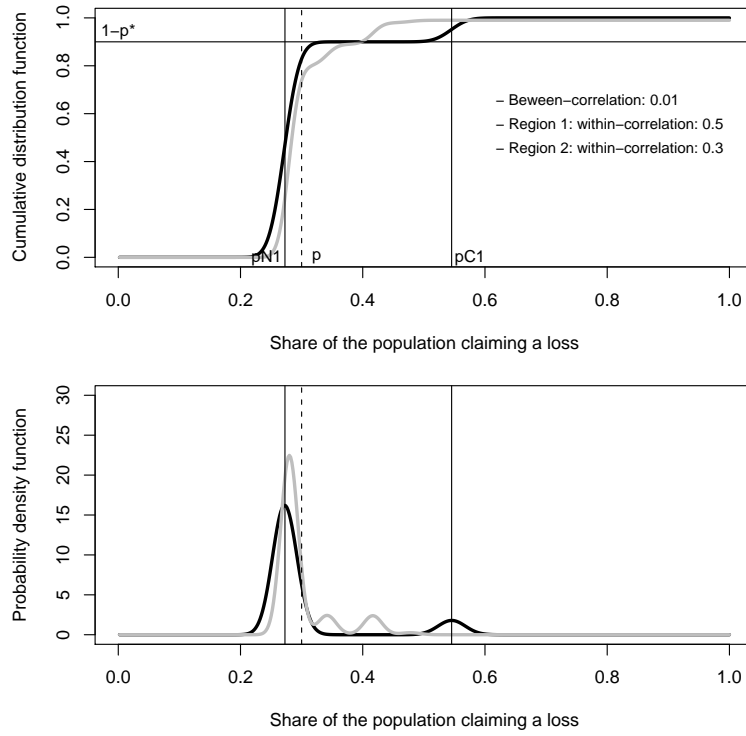 Cumulative distribution function
1.0
0.8
0.6
0.4
0.2
0.0
1−p*
− Beween−correlation: 0.01
− Region 1: within−correlation: 0.5
− Region 2: within−correlation: 0.3
pN1 p pC1
0.0 0.2 0.4 0.6 0.8 1.0
Share of the population claiming a loss
Probability density function
30
25
20
15
10
5
0
0.0 0.2 0.4 0.6 0.8 1.0
Share of the population claiming a loss